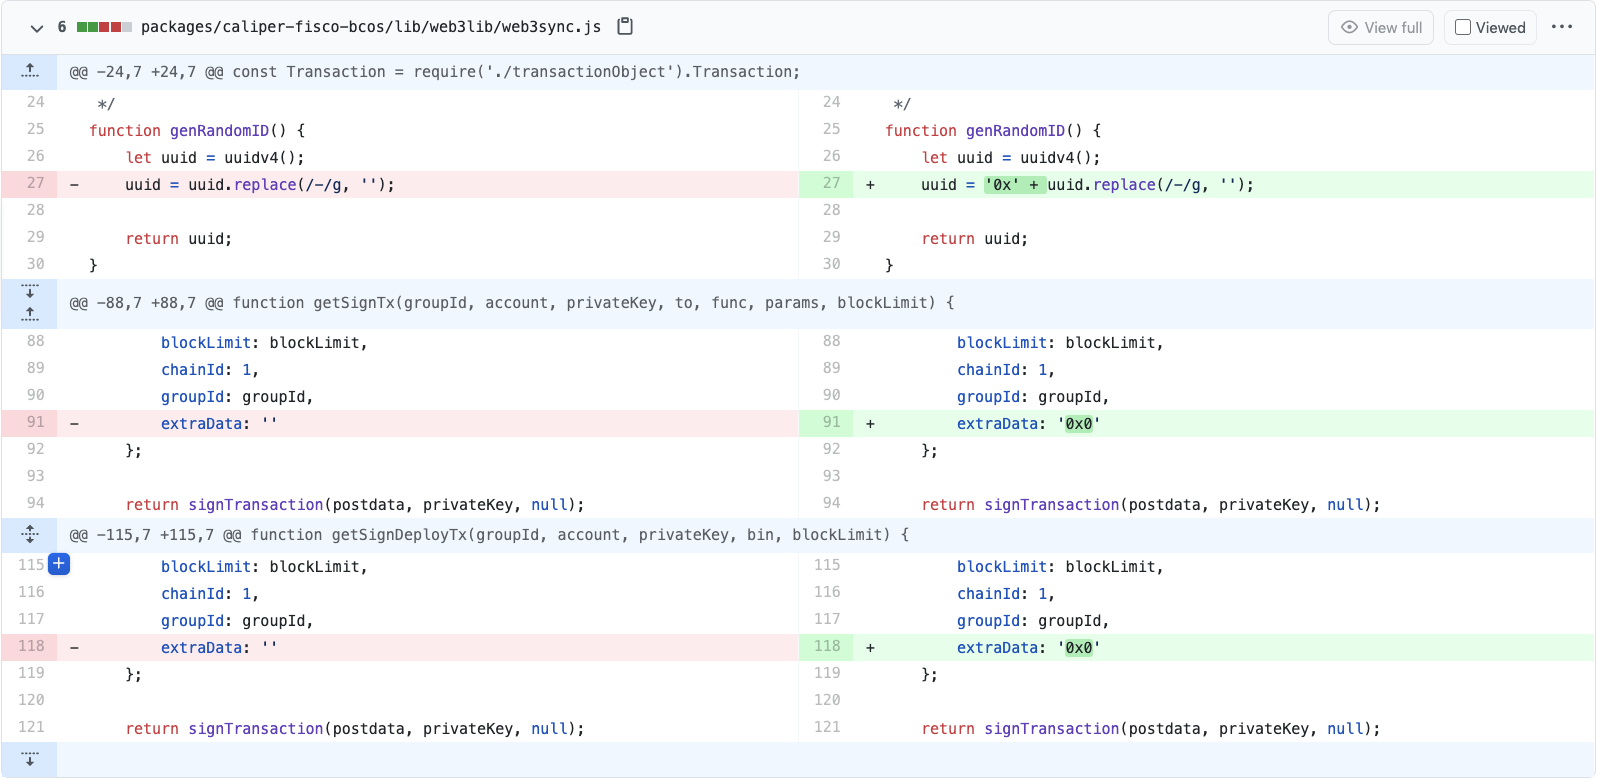 6 packages/caliper-fisco-bcos/lib/web3lib/web3sync.js View full Viewed
@@ -24,7 +24,7 @@ const Transaction = require('./transactionObject').Transaction;
24 */ 24 */
25 function genRandomID() { 25 function genRandomID() {
26 let uuid = uuidv4(); 26 let uuid = uuidv4();
27 - uuid = uuid.replace(/-/g, ''); 27 + uuid = '0x' + uuid.replace(/-/g, '');
28 28
29 return uuid; 29 return uuid;
30 } 30 }
@@ -88,7 +88,7 @@ function getSignTx(groupId, account, privateKey, to, func, params, blockLimit) {
88 blockLimit: blockLimit, 88 blockLimit: blockLimit,
89 chainId: 1, 89 chainId: 1,
90 groupId: groupId, 90 groupId: groupId,
91 - extraData: '' 91 + extraData: '0x0'
92 }; 92 };
93 93
94 return signTransaction(postdata, privateKey, null); 94 return signTransaction(postdata, privateKey, null);
@@ -115,7 +115,7 @@ function getSignDeployTx(groupId, account, privateKey, bin, blockLimit) {
115 + blockLimit: blockLimit, 115 blockLimit: blockLimit,
116 chainId: 1, 116 chainId: 1,
117 groupId: groupId, 117 groupId: groupId,
118 - extraData: '' 118 + extraData: '0x0'
119 }; 119 };
120 120
121 return signTransaction(postdata, privateKey, null); 121 return signTransaction(postdata, privateKey, null);